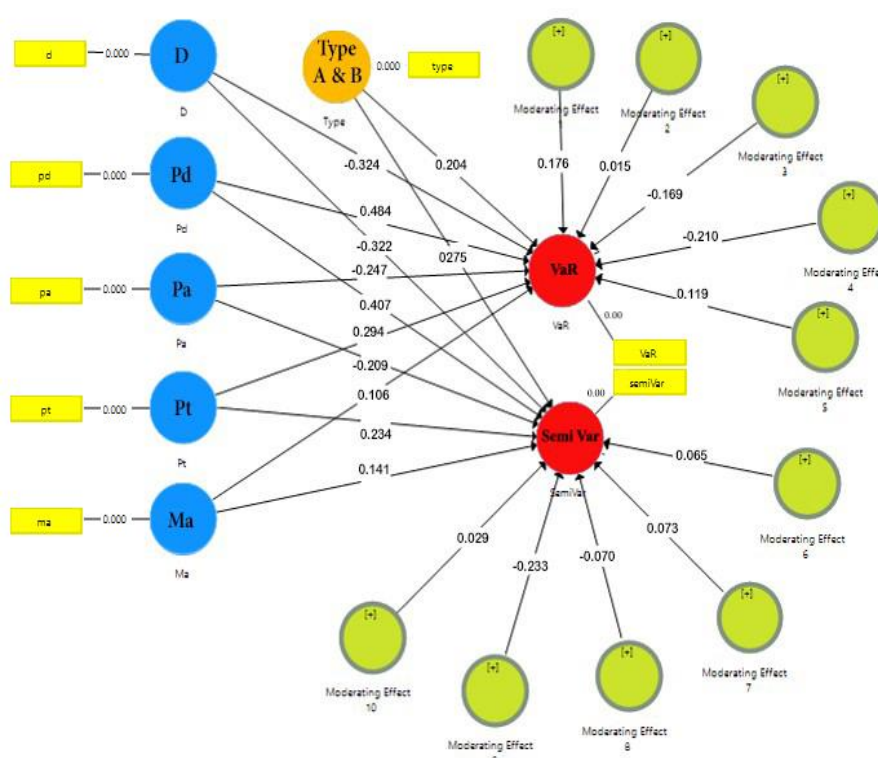 d
0.000
D
D
pd
0.000
Pd
Pd
pa
0.000
Pa
Pa
pt
0.000
Pt
Pt
ma
0.000
Ma
Ma
Type
A & B
Type
0.000
type
[+]
Moderating Effect
[+]
Moderating Effect
2
[+]
Moderating Effect
3
[+]
Moderating Effect
4
[+]
Moderating Effect
5
[+]
Moderating Effect
6
[+]
Moderating Effect
7
[+]
Moderating Effect
8
[+]
Moderating Effect
[+]
Moderating Effect
10
-0.324
0.204
0.176
0.015
-0.169
-0.210
0.119
0.484
-0.322
0.275
-0.247
0.407
0.294
-0.209
0.106
0.234
0.141
VaR
VaR
0.00
VaR
semiVar
0.00
Semi Var
SemiVar
0.065
0.073
-0.070
-0.233
0.029